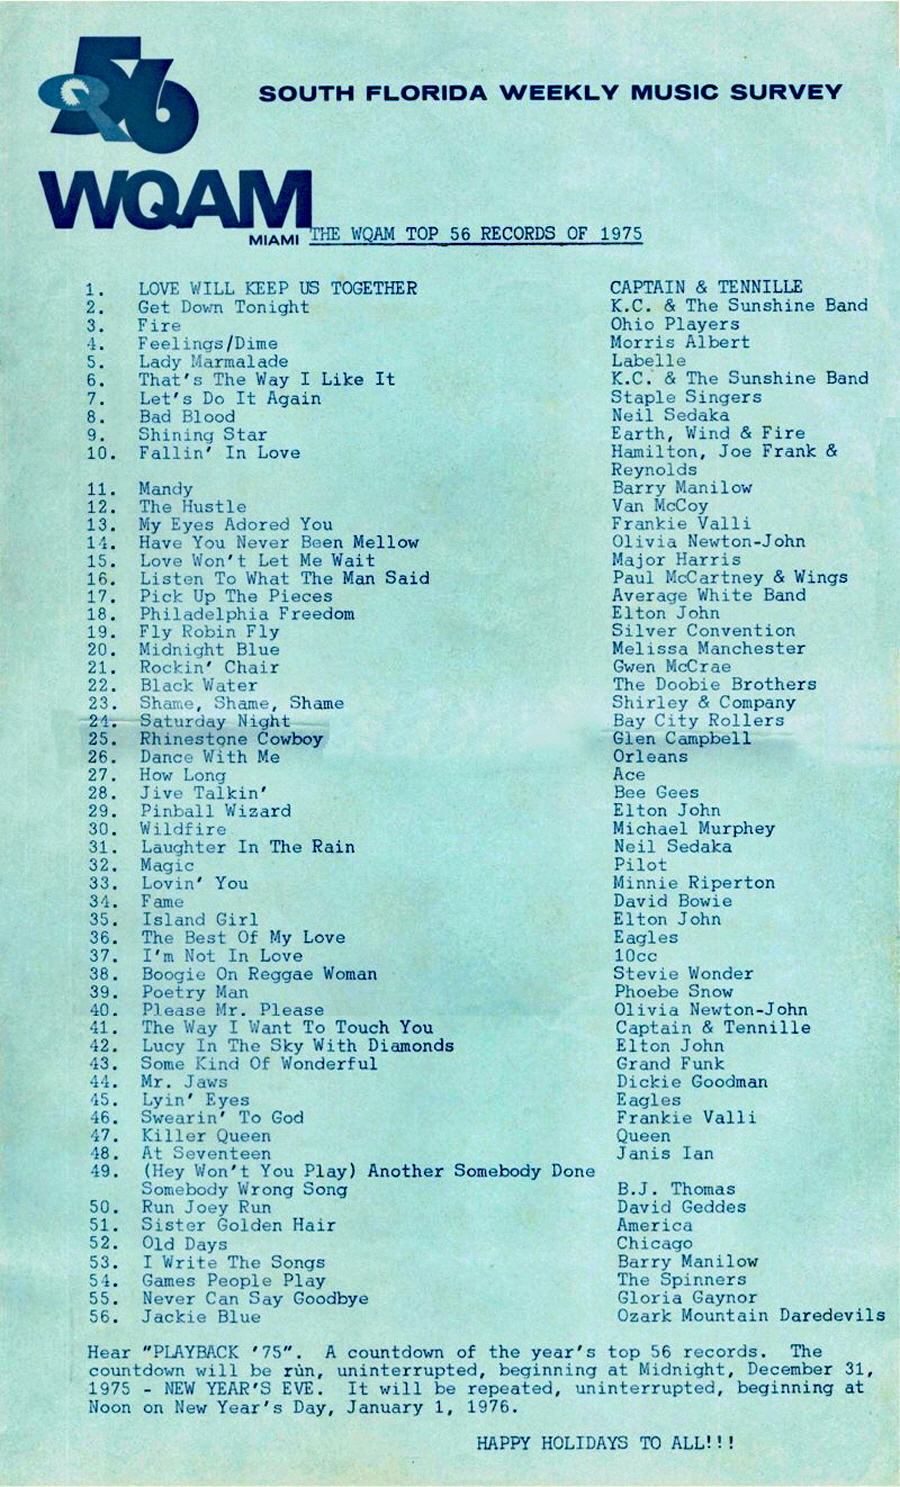 56
SOUTH FLORIDA WEEKLY MUSIC SURVEY
WQAM
MIAMI
THE WQAM TOP 56 RECORDS OF 1975
1. LOVE WILL KEEP US TOGETHER CAPTAIN & TENNILLE
2. Get Down Tonight K.C. & The Sunshine Band
3. Fire Ohio Players
4. Feelings/Dime Morris Albert
5. Lady Marmalade Labelle
6. That's The Way I Like It K.C. & The Sunshine Band
7. Let's Do It Again Staple Singers
8. Bad Blood Neil Sedaka
9. Shining Star Earth, Wind & Fire
10. Fallin' In Love Hamilton, Joe Frank &
Reynolds
11. Mandy Barry Manilow
12. The Hustle Van McCoy
13. My Eyes Adored You Frankie Valli
14. Have You Never Been Mellow Olivia Newton-John
15. Love Won't Let Me Wait Major Harris
16. Listen To What The Man Said Paul McCartney & Wings
17. Pick Up The Pieces Average White Band
18. Philadelphia Freedom Elton John
19. Fly Robin Fly Silver Convention
20. Midnight Blue Melissa Manchester
21. Rockin' Chair Gwen McCrae
22. Black Water The Doobie Brothers
23. Shame, Shame, Shame Shirley & Company
24. Saturday Night Bay City Rollers
25. Rhinestone Cowboy Glen Campbell
26. Dance With Me Orleans
27. How Long Ace
28. Jive Talkin' Bee Gees
29. Pinball Wizard Elton John
30. Wildfire Michael Murphey
31. Laughter In The Rain Neil Sedaka
32. Magic Pilot
33. Lovin' You Minnie Riperton
34. Fame David Bowie
35. Island Girl Elton John
36. The Best Of My Love Eagles
37. I'm Not In Love 10cc
38. Boogie On Reggae Woman Stevie Wonder
39. Poetry Man Phoebe Snow
40. Please Mr. Please Olivia Newton-John
41. The Way I Want To Touch You Captain & Tennille
42. Lucy In The Sky With Diamonds Elton John
43. Some Kind Of Wonderful Grand Funk
44. Mr. Jaws Dickie Goodman
45. Lyin' Eyes Eagles
46. Swearin' To God Frankie Valli
47. Killer Queen Queen
48. At Seventeen Janis Ian
49. (Hey Won't You Play) Another Somebody Done
Somebody Wrong Song B.J. Thomas
50. Run Joey Run David Geddes
51. Sister Golden Hair America
52. Old Days Chicago
53. I Write The Songs Barry Manilow
54. Games People Play The Spinners
55. Never Can Say Goodbye Gloria Gaynor
56. Jackie Blue Ozark Mountain Daredevils
Hear "PLAYBACK '75". A countdown of the year's top 56 records. The
countdown will be run, uninterrupted, beginning at Midnight, December 31,
1975 - NEW YEAR'S EVE. It will be repeated, uninterrupted, beginning at
Noon on New Year's Day, January 1, 1976.
HAPPY HOLIDAYS TO ALL!!!